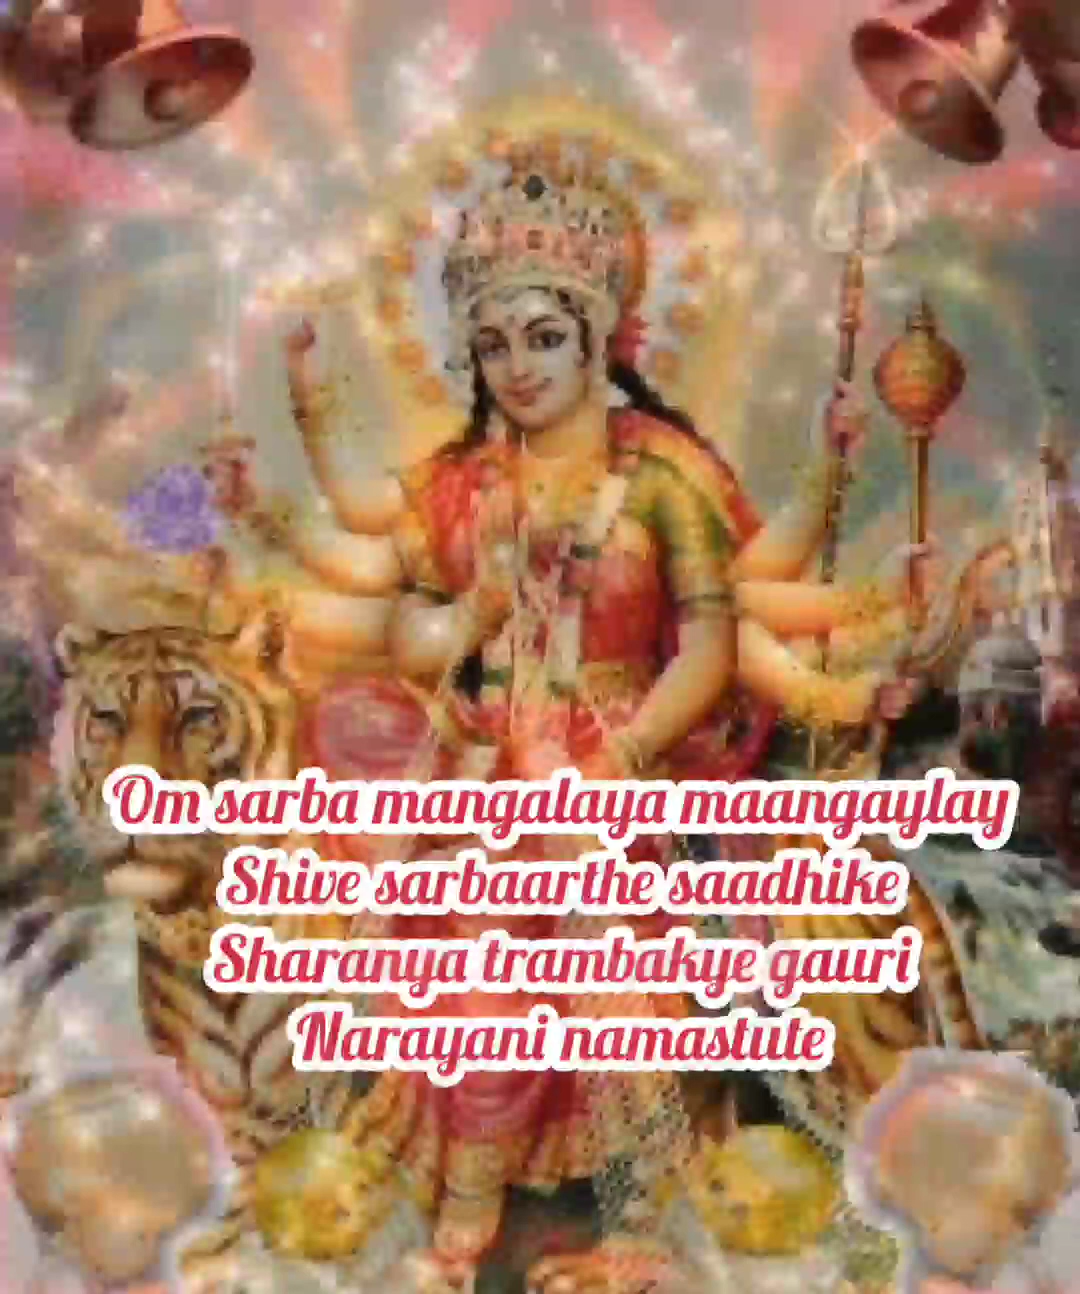 Om sarba mangalaya maangaylay
Shive sarbaarthe saadhike
Sharanya trambakye gauri
Narayani namastute